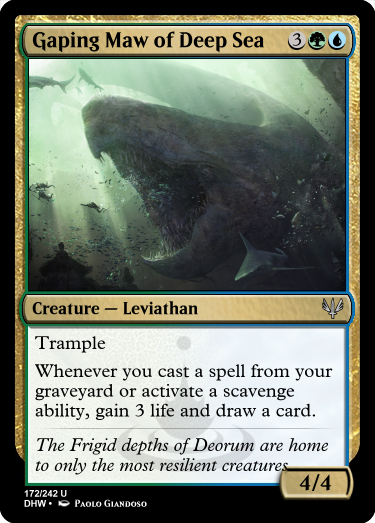 Gaping Maw of Deep Sea 3
Creature — Leviathan
Trample
Whenever you cast a spell from your
graveyard or activate a scavenge
ability, gain 3 life and draw a card.
The Frigid depths of Deorum are home
to only the most resilient creatures
4/4
172/242 U
DHW • Paolo Giandoso